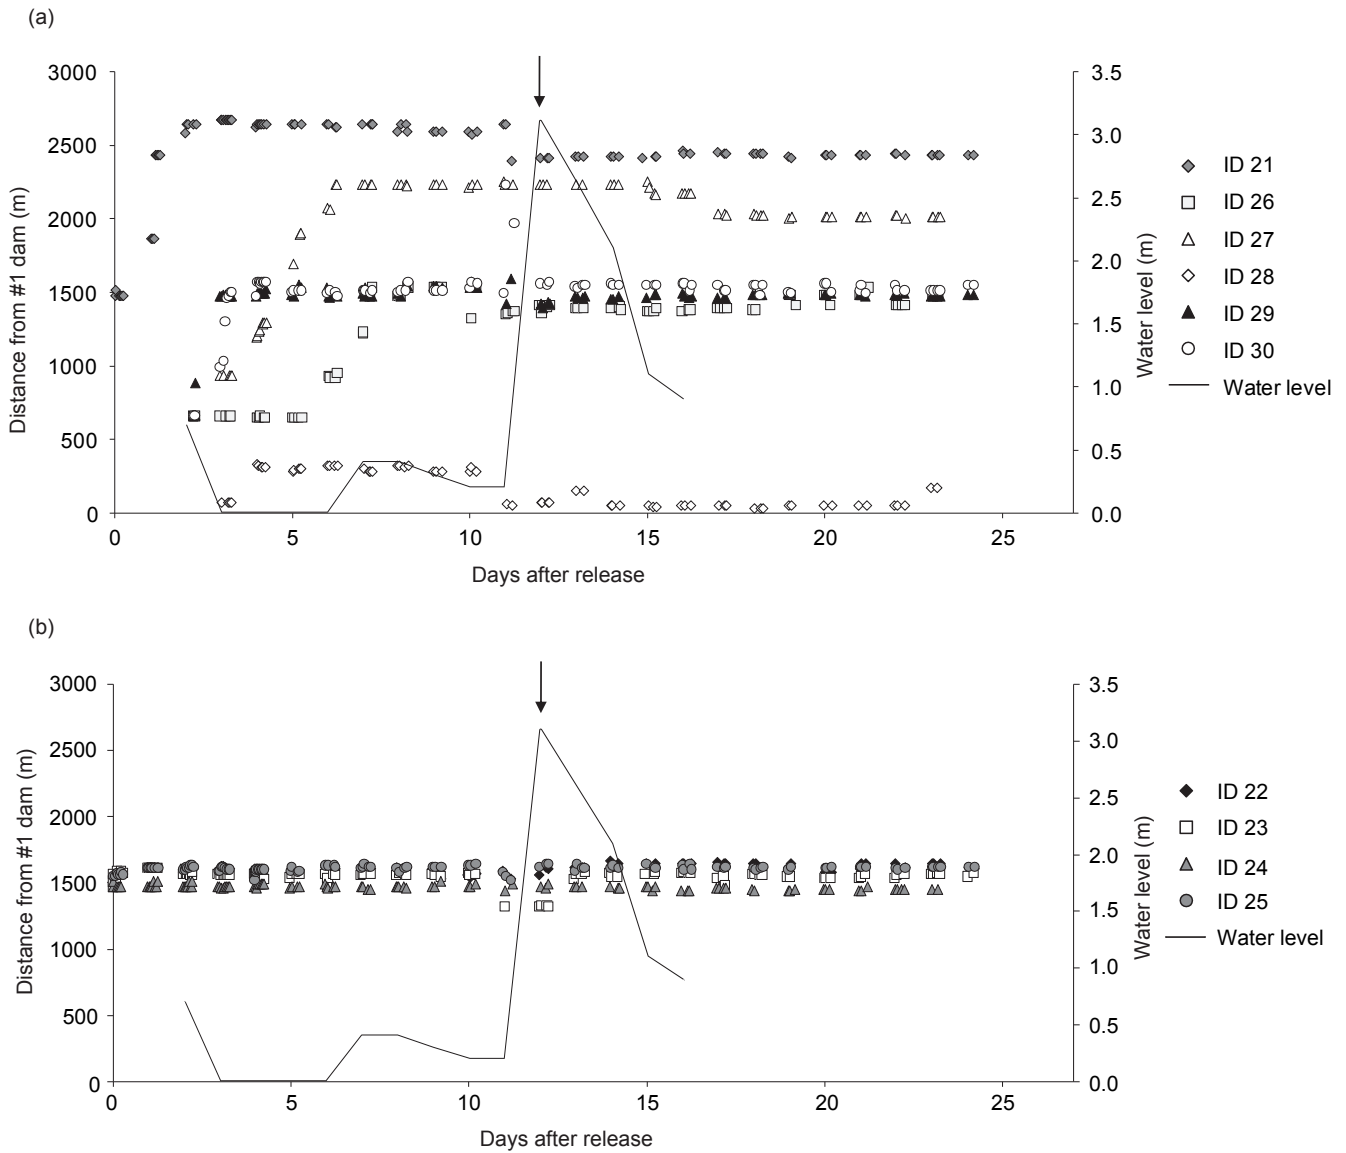 (a)
3000
2500
2000
1500
1000
500
0
Distance from #1 dam (m)
3.5
3.0
2.5
2.0
1.5
1.0
0.5
0.0
Water level (m)
0
5
10
15
20
25
Days after release
ID 21
ID 26
ID 27
ID 28
ID 29
ID 30
Water level
(b)
3000
2500
2000
1500
1000
500
0
Distance from #1 dam (m)
3.5
3.0
2.5
2.0
1.5
1.0
0.5
0.0
Water level (m)
0
5
10
15
20
25
Days after release
ID 22
ID 23
ID 24
ID 25
Water level